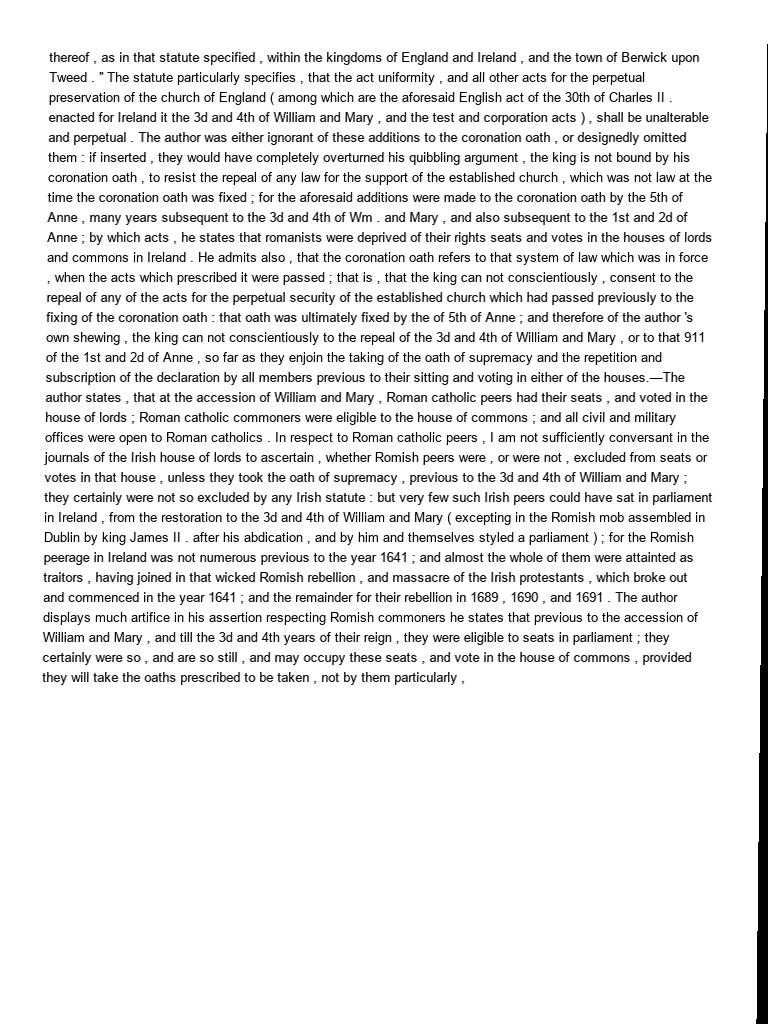 thereof , as in that statute specified , within the kingdoms of England and Ireland , and the town of Berwick upon
Tweed . " The statute particularly specifies , that the act uniformity , and all other acts for the perpetual
preservation of the church of England ( among which are the aforesaid English act of the 30th of Charles II .
enacted for Ireland it the 3d and 4th of William and Mary , and the test and corporation acts ) , shall be unalterable
and perpetual . The author was either ignorant of these additions to the coronation oath , or designedly omitted
them : if inserted , they would have completely overturned his quibbling argument , the king is not bound by his
coronation oath , to resist the repeal of any law for the support of the established church , which was not law at the
time the coronation oath was fixed ; for the aforesaid additions were made to the coronation oath by the 5th of
Anne , many years subsequent to the 3d and 4th of Wm . and Mary , and also subsequent to the 1st and 2d of
Anne ; by which acts , he states that romanists were deprived of their rights seats and votes in the houses of lords
and commons in Ireland . He admits also , that the coronation oath refers to that system of law which was in force
, when the acts which prescribed it were passed ; that is , that the king can not conscientiously , consent to the
repeal of any of the acts for the perpetual security of the established church which had passed previously to the
fixing of the coronation oath : that oath was ultimately fixed by the of 5th of Anne ; and therefore of the author 's
own shewing , the king can not conscientiously to the repeal of the 3d and 4th of William and Mary , or to that 911
of the 1st and 2d of Anne , so far as they enjoin the taking of the oath of supremacy and the repetition and
subscription of the declaration by all members previous to their sitting and voting in either of the houses.—The
author states , that at the accession of William and Mary , Roman catholic peers had their seats , and voted in the
house of lords ; Roman catholic commoners were eligible to the house of commons ; and all civil and military
offices were open to Roman catholics . In respect to Roman catholic peers , I am not sufficiently conversant in the
journals of the Irish house of lords to ascertain , whether Romish peers were , or were not , excluded from seats or
votes in that house , unless they took the oath of supremacy , previous to the 3d and 4th of William and Mary ;
they certainly were not so excluded by any Irish statute : but very few such Irish peers could have sat in parliament
in Ireland , from the restoration to the 3d and 4th of William and Mary ( excepting in the Romish mob assembled in
Dublin by king James II . after his abdication , and by him and themselves styled a parliament ) ; for the Romish
peerage in Ireland was not numerous previous to the year 1641 ; and almost the whole of them were attainted as
traitors , having joined in that wicked Romish rebellion , and massacre of the Irish protestants , which broke out
and commenced in the year 1641 ; and the remainder for their rebellion in 1689 , 1690 , and 1691 . The author
displays much artifice in his assertion respecting Romish commoners he states that previous to the accession of
William and Mary , and till the 3d and 4th years of their reign , they were eligible to seats in parliament ; they
certainly were so , and are so still , and may occupy these seats , and vote in the house of commons , provided
they will take the oaths prescribed to be taken , not by them particularly ,